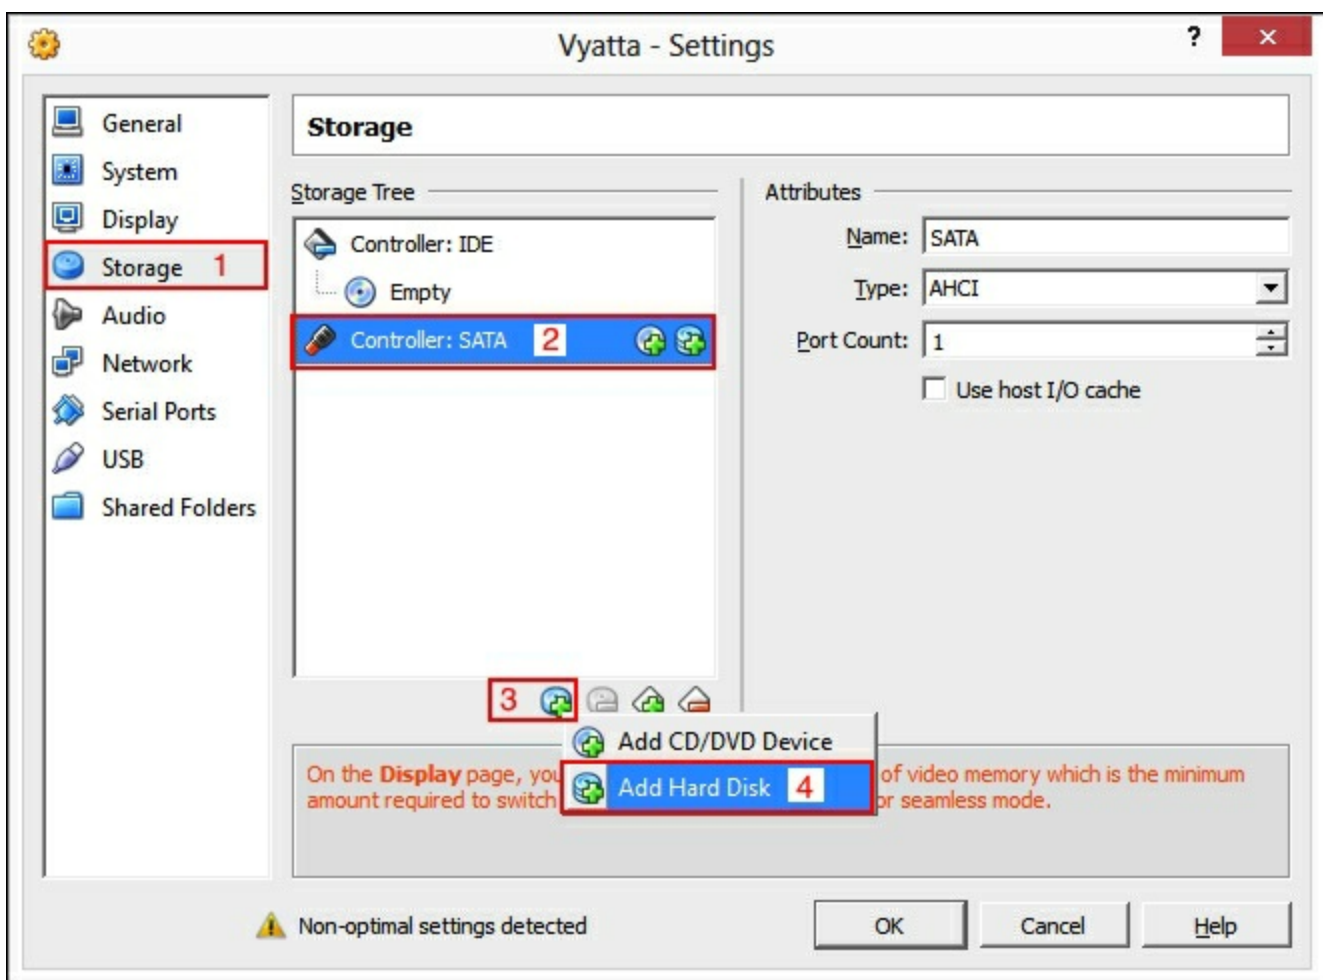 Vyatta - Settings
? ×
General
System
Display
Storage 1
Audio
Network
Serial Ports
USB
Shared Folders
Storage
Storage Tree
Controller: IDE
Empty
Controller: SATA 2
3
Add CD/DVD Device
Add Hard Disk 4
Attributes
Name: SATA
Type: AHCI
Port Count: 1
Use host I/O cache
On the Display page, you of video memory which is the minimum
amount required to switch or seamless mode.
Non-optimal settings detected
OK Cancel Help